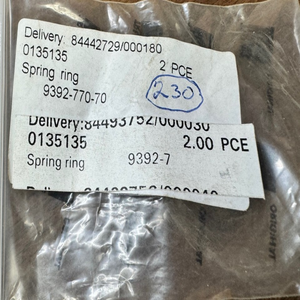 Delivery: 84442729/000180
0135135 2 PCE
Spring ring
9392-770-70 230
Delivery:84493752/000030
0135135 2.00 PCE
Spring ring 9392-7